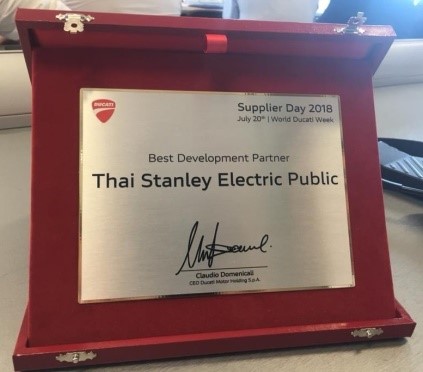 DUCATI
Supplier Day 2018
July 20th | World Ducati Week
Best Development Partner
Thai Stanley Electric Public
Claudio Domenicali
CEO Ducati Motor Holding S.p.A.